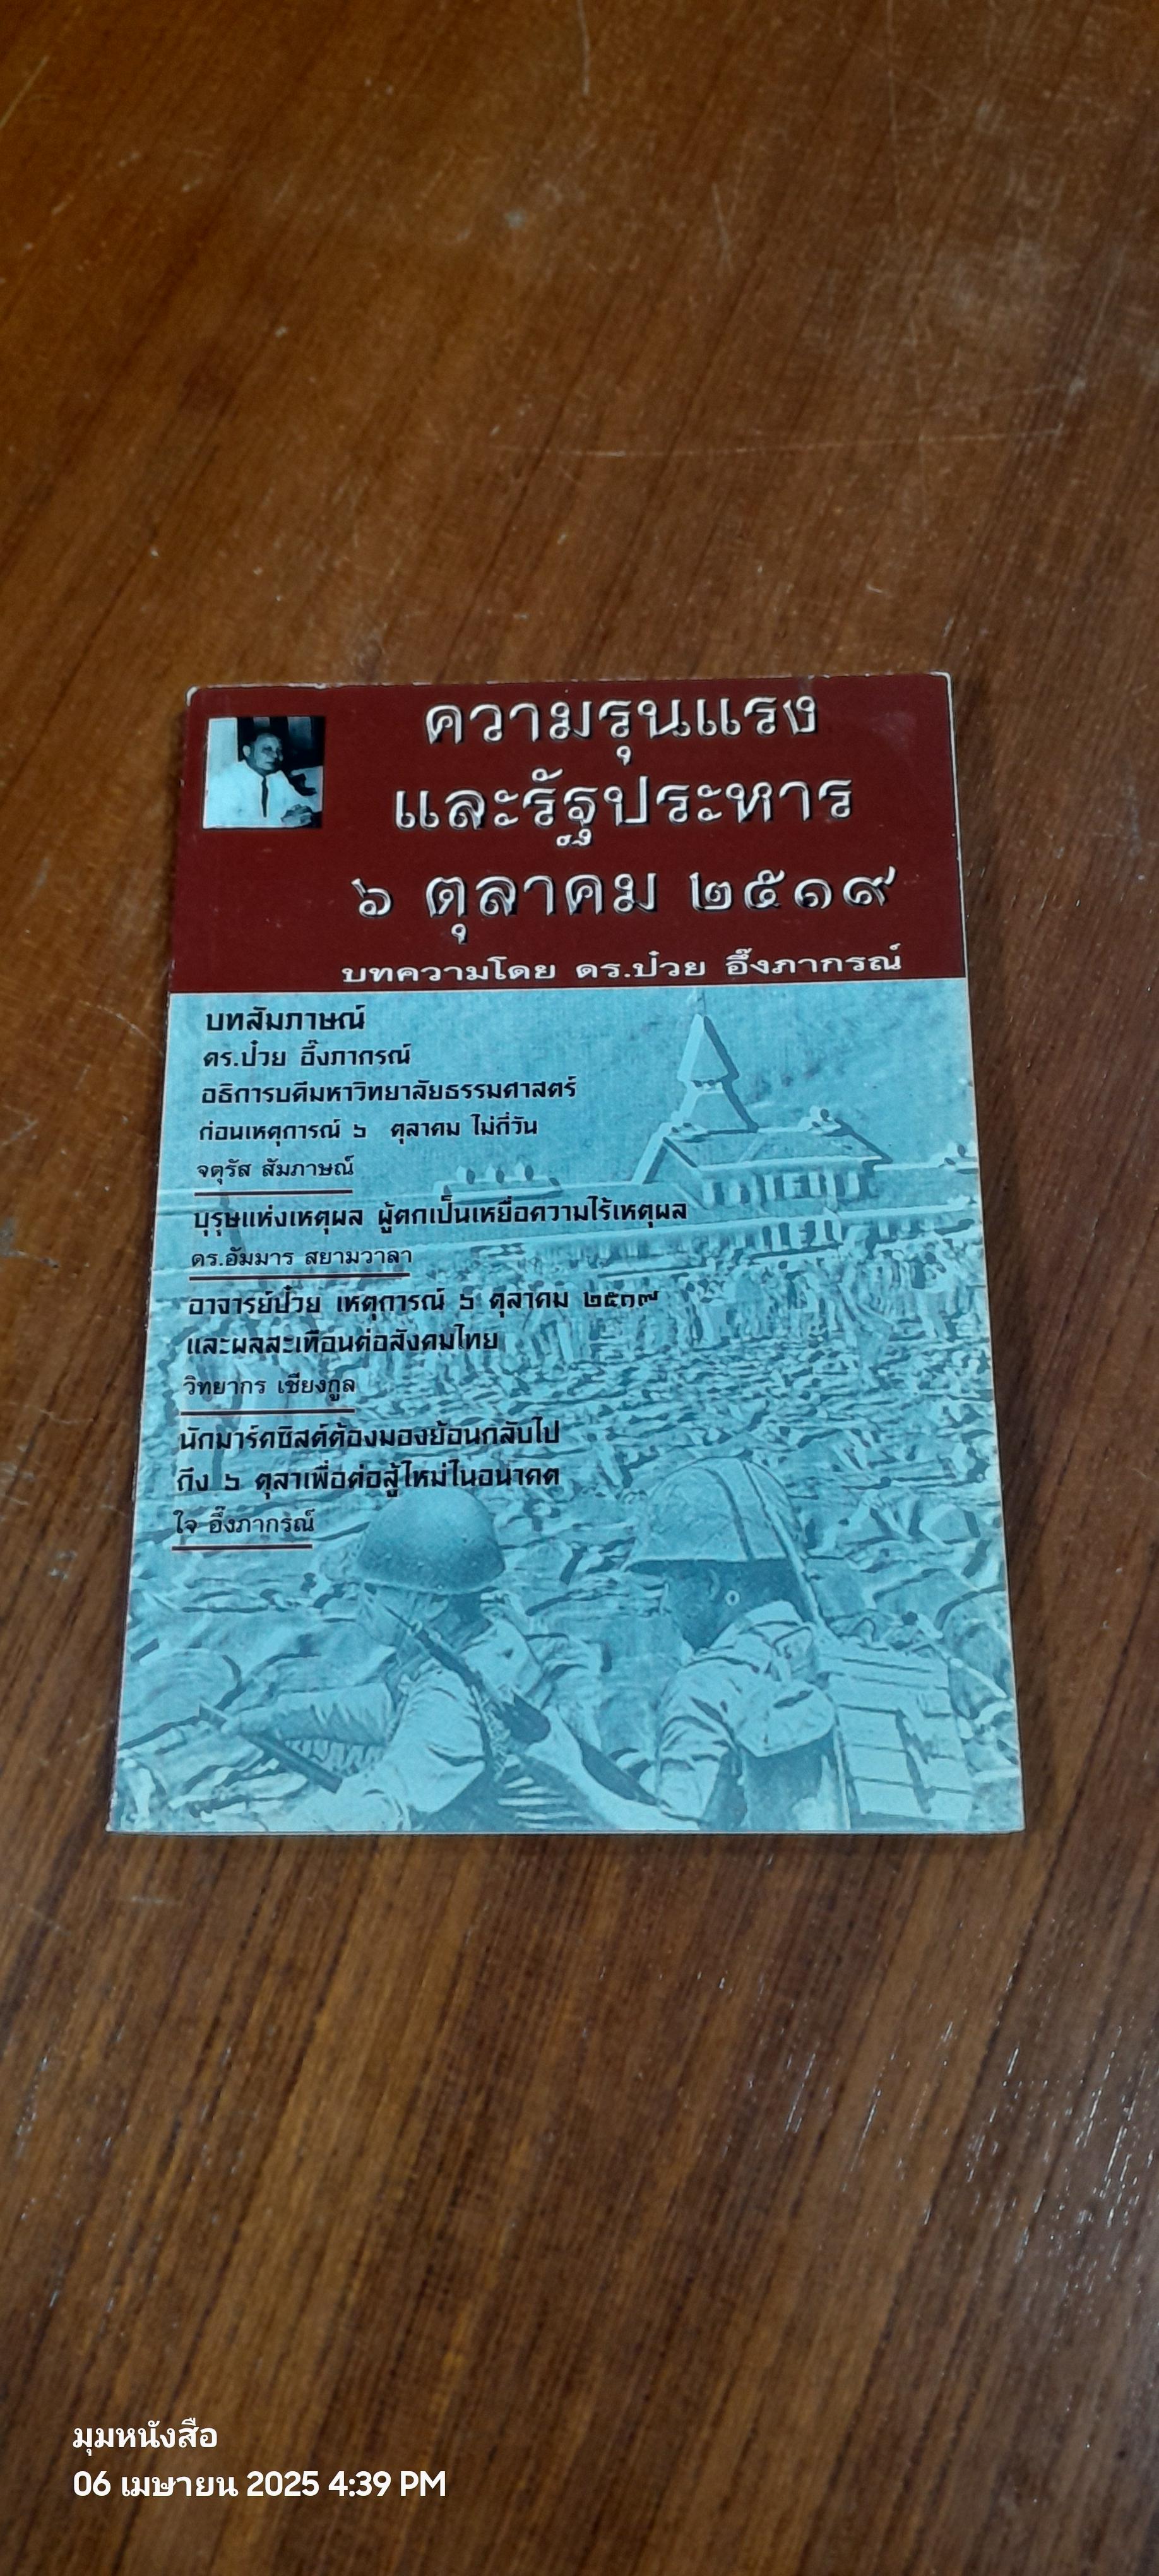 ความรุนแรง
และรัฐประหาร
๖ ตุลาคม ๒๕๑๙
บทความโดย ดร.ป๋วย อึ๊งภากรณ์
บทสัมภาษณ์
ดร.ป๋วย อึ๊งภากรณ์
อธิการบดีมหาวิทยาลัยธรรมศาสตร์
ก่อนเหตุการณ์ ๖ ตุลาคม ไม่กี่วัน
จตุรัส สัมภาษณ์
บุรุษแห่งเหตุผล ผู้ตกเป็นเหยื่อความไร้เหตุผล
ดร.อัมมาร สยามวาลา
อาจารย์ป๋วย เหตุการณ์ ๖ ตุลาคม ๒๕๑๙
และผลสะเทือนต่อสังคมไทย
วิทยากร เชียงกูล
นักมาร์คซิสต์ต้องมองย้อนกลับไป
ถึง ๖ ตุลาเพื่อต่อสู้ใหม่ในอนาคต
ใจ อึ๊งภากรณ์
มุมหนังสือ
06 เมษายน 2025 4:39 PM